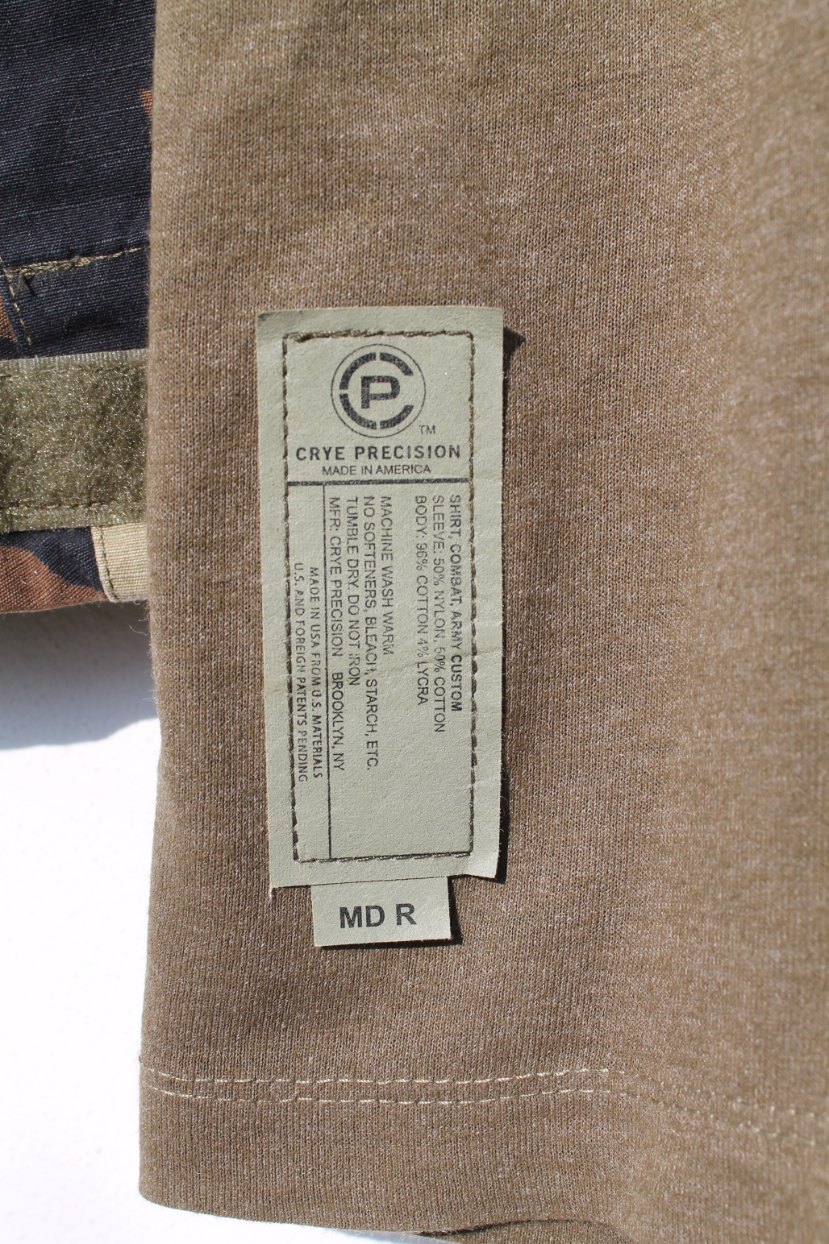 CP
TM
CRYE PRECISION
MADE IN AMERICA
SHIRT, COMBAT, ARMY CUSTOM
SLEEVE: 50% NYLON, 50% COTTON
BODY: 96% COTTON 4% LYCRA
MACHINE WASH WARM
NO SOFTENERS, BLEACH, STARCH, ETC.
TUMBLE DRY. DO NOT IRON
MFR: CRYE PRECISION BROOKLYN, NY
MADE IN USA FROM U.S. MATERIALS
U.S. AND FOREIGN PATENTS PENDING
MD R